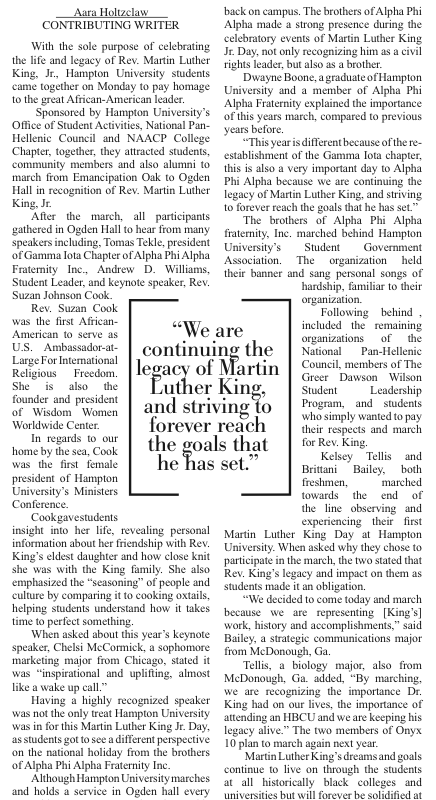 Aara Holtzclaw
CONTRIBUTING WRITER
With the sole purpose of celebrating
the life and legacy of Rev. Martin Luther
King, Jr., Hampton University students
came together on Monday to pay homage
to the great African-American leader.
Sponsored by Hampton University's
Office of Student Activities, National Pan-
Hellenic Council and NAACP College
Chapter, together, they attracted students,
community members and also alumni to
march from Emancipation Oak to Ogden
Hall in recognition of Rev. Martin Luther
King, Jr.
After the march, all participants
gathered in Ogden Hall to hear from many
speakers including, Tomas Tekle, president
of Gamma Iota Chapter of Alpha Phi Alpha
Fraternity Inc., Andrew D. Williams,
Student Leader, and keynote speaker, Rev.
Suzan Johnson Cook.
Rev. Suzan Cook
was the first African-
American to serve as
U.S. Ambassador-at-
Large For International
Religious Freedom.
She is also the
founder and president
of Wisdom Women
Worldwide Center.
In regards to our
home by the sea, Cook
was the first female
president of Hampton
University's Ministers
Conference.
Cook gave students
insight into her life, revealing personal
information about her friendship with Rev.
King's eldest daughter and how close knit
she was with the King family. She also
emphasized the "seasoning" of people and
culture by comparing it to cooking oxtails,
helping students understand how it takes
time to perfect something.
When asked about this year's keynote
speaker, Chelsi McCormick, a sophomore
marketing major from Chicago, stated it
was "inspirational and uplifting, almost
like a wake up call."
Having a highly recognized speaker
was not the only treat Hampton University
was in for this Martin Luther King Jr. Day,
as students got to see a different perspective
on the national holiday from the brothers
of Alpha Phi Alpha Fraternity Inc.
Although Hampton University marches
and holds a service in Ogden hall every
"We are
continuing the
legacy of Martin
Luther King,
and striving to
forever reach
the goals that
he has set."
back on campus. The brothers of Alpha Phi
Alpha made a strong presence during the
celebratory events of Martin Luther King
Jr. Day, not only recognizing him as a civil
rights leader, but also as a brother.
Dwayne Boone, a graduate of Hampton
University and a member of Alpha Phi
Alpha Fraternity explained the importance
of this years march, compared to previous
years before.
"This year is different because of the re-
establishment of the Gamma Iota chapter,
this is also a very important day to Alpha
Phi Alpha because we are continuing the
legacy of Martin Luther King, and striving
to forever reach the goals that he has set."
The brothers of Alpha Phi Alpha
fraternity, Inc. marched behind Hampton
University's Student Government
Association. The organization held
their banner and sang personal songs of
hardship, familiar to their
organization.
Following behind ,
included the remaining
organizations of the
National Pan-Hellenic
Council, members of The
Greer Dawson Wilson
Student Leadership
Program, and students
who simply wanted to pay
their respects and march
for Rev. King.
Kelsey Tellis and
Brittani Bailey, both
freshmen, marched
towards the end of
the line observing and
experiencing their first
Martin Luther King Day at Hampton
University. When asked why they chose to
participate in the march, the two stated that
Rev. King's legacy and impact on them as
students made it an obligation.
"We decided to come today and march
because we are representing [King's]
work, history and accomplishments," said
Bailey, a strategic communications major
from McDonough, Ga.
Tellis, a biology major, also from
McDonough, Ga. added, "By marching,
we are recognizing the importance Dr.
King had on our lives, the importance of
attending an HBCU and we are keeping his
legacy alive." The two members of Onyx
10 plan to march again next year.
Martin Luther King's dreams and goals
continue to live on through the students
at all historically black colleges and
universities but will forever be solidified at